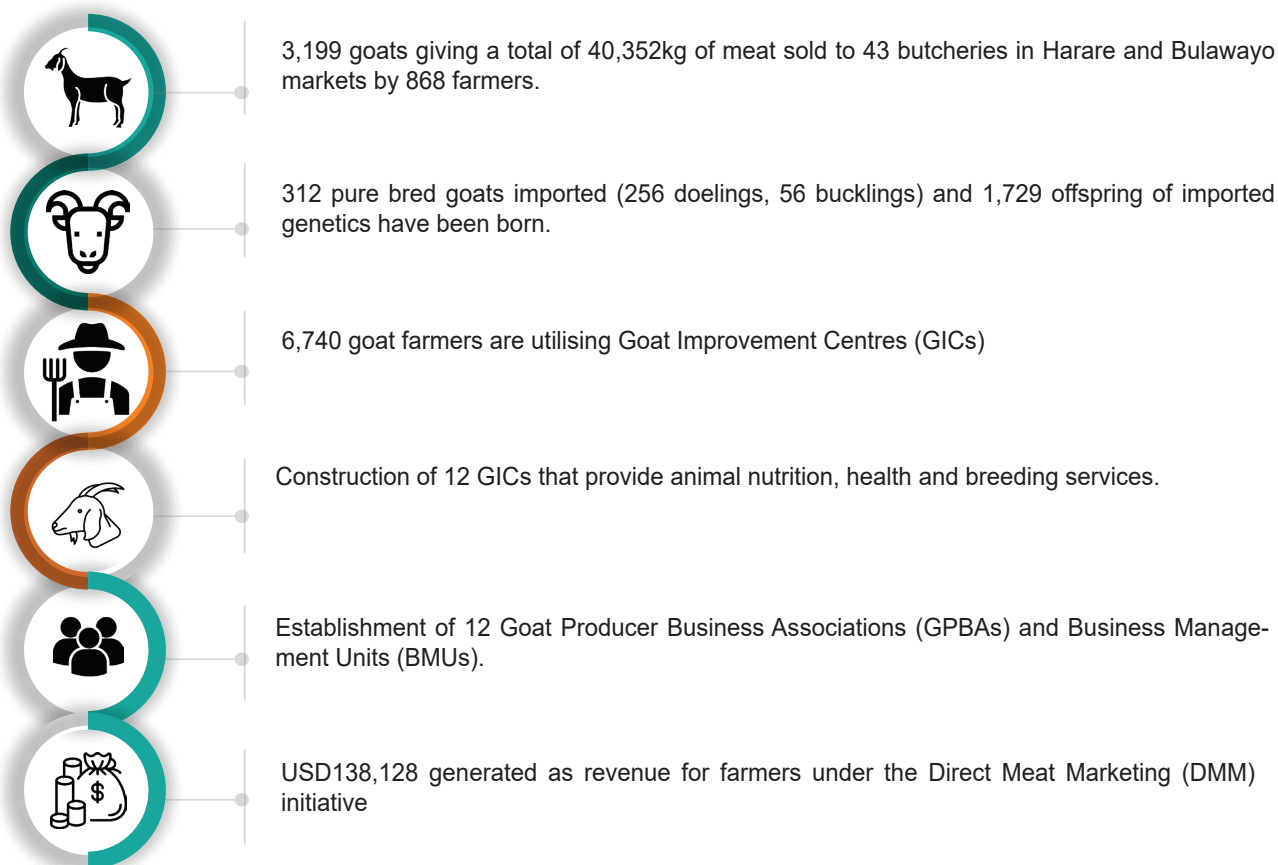 3,199 goats giving a total of 40,352kg of meat sold to 43 butcheries in Harare and Bulawayo
markets by 868 farmers.
312 pure bred goats imported (256 doelings, 56 bucklings) and 1,729 offspring of imported
genetics have been born.
6,740 goat farmers are utilising Goat Improvement Centres (GICs)
Construction of 12 GICs that provide animal nutrition, health and breeding services.
Establishment of 12 Goat Producer Business Associations (GPBAs) and Business Manage-
ment Units (BMUs).
$
USD138,128 generated as revenue for farmers under the Direct Meat Marketing (DMM)
initiative